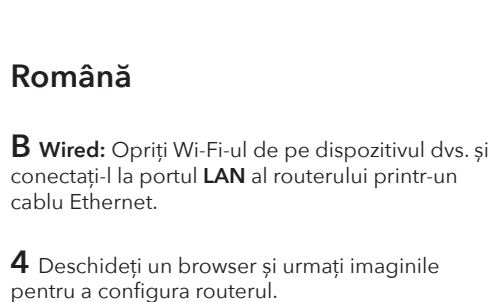 Română
B Wired: Opriți Wi-Fi-ul de pe dispozitivul dvs. și
conectați-l la portul LAN al routerului printr-un
cablu Ethernet.
4 Deschideți un browser și urmați imaginile
pentru a configura routerul.